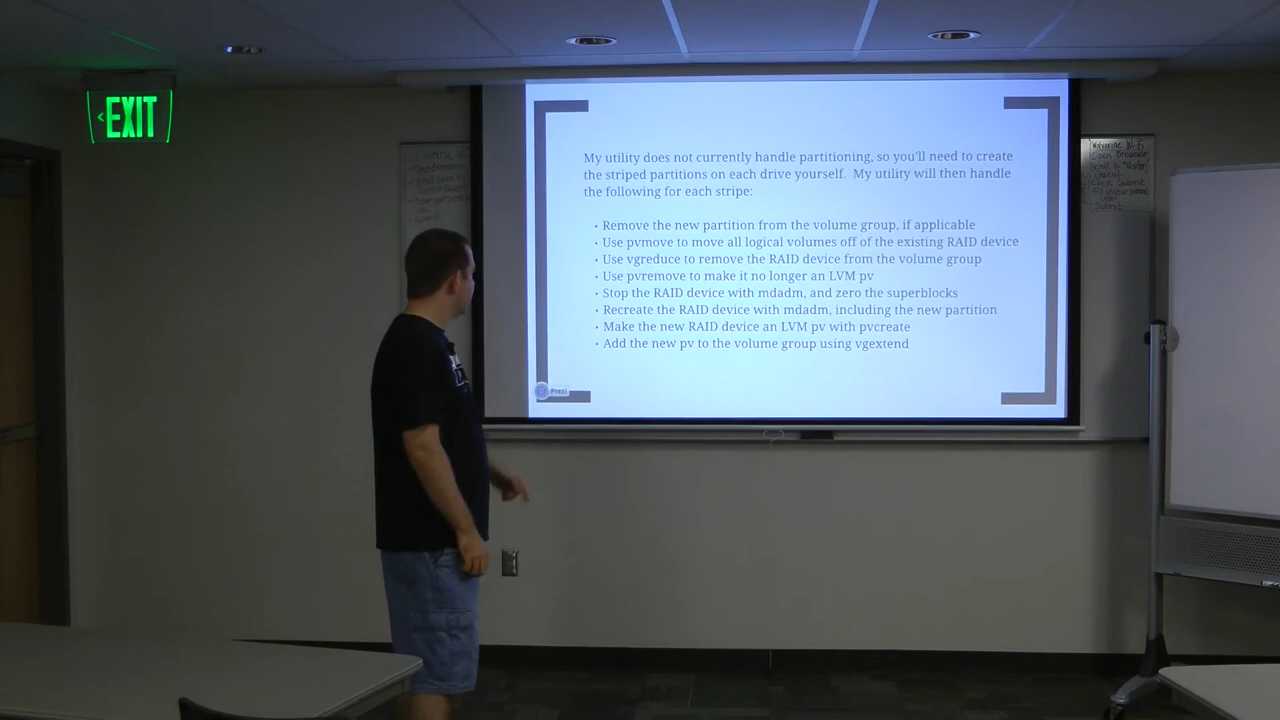 EXIT
My utility does not currently handle partitioning, so you'll need to create
the striped partitions on each drive yourself. My utility will then handle
the following for each stripe:
· Remove the new partition from the volume group, if applicable
· Use pvmove to move all logical volumes off of the existing RAID device
· Use vgreduce to remove the RAID device from the volume group
· Use pvremove to make it no longer an LVM pv
· Stop the RAID device with mdadm, and zero the superblocks
· Recreate the RAID device with mdadm, including the new partition
· Make the new RAID device an LVM pv with pvcreate
· Add the new pv to the volume group using vgextend
Prezi
Wolverine Wi-Fi
Open Browser
Submit